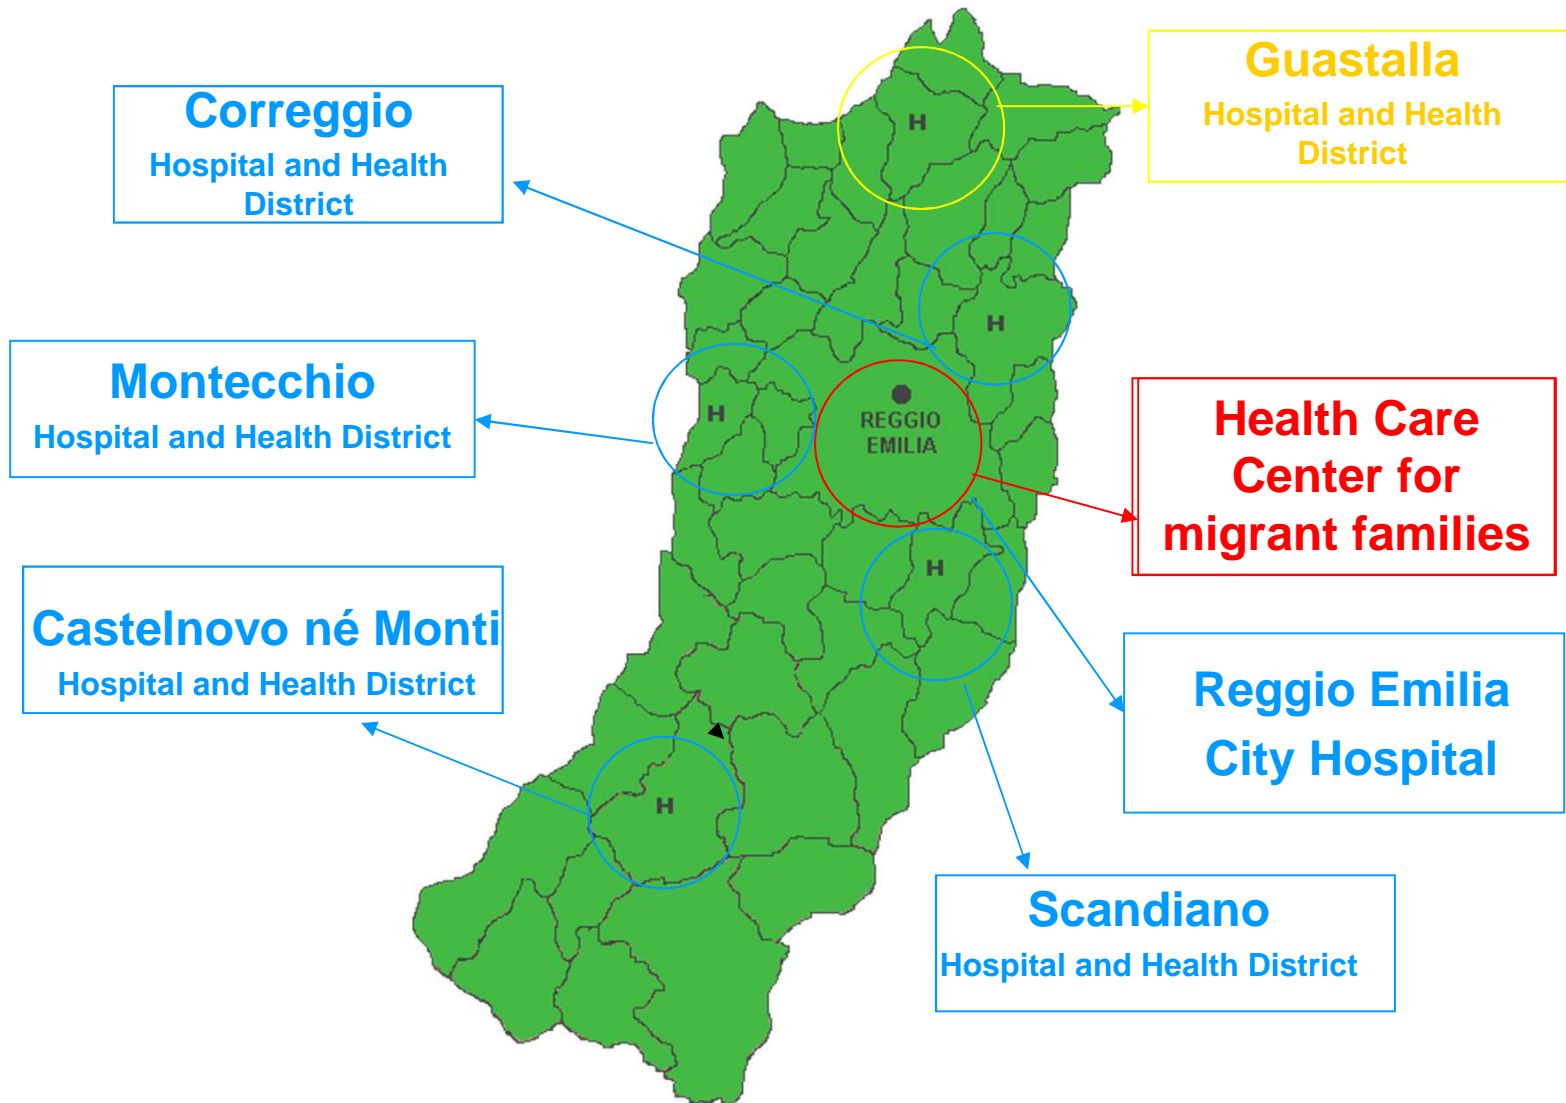 Guastalla
Hospital and Health
District
Correggio
Hospital and Health
District
H
H
Montecchio
Hospital and Health District
H
REGGIO
EMILIA
Health Care
Center for
migrant families
H
Castelnovo né Monti
Hospital and Health District
Reggio Emilia
City Hospital
H
Scandiano
Hospital and Health District